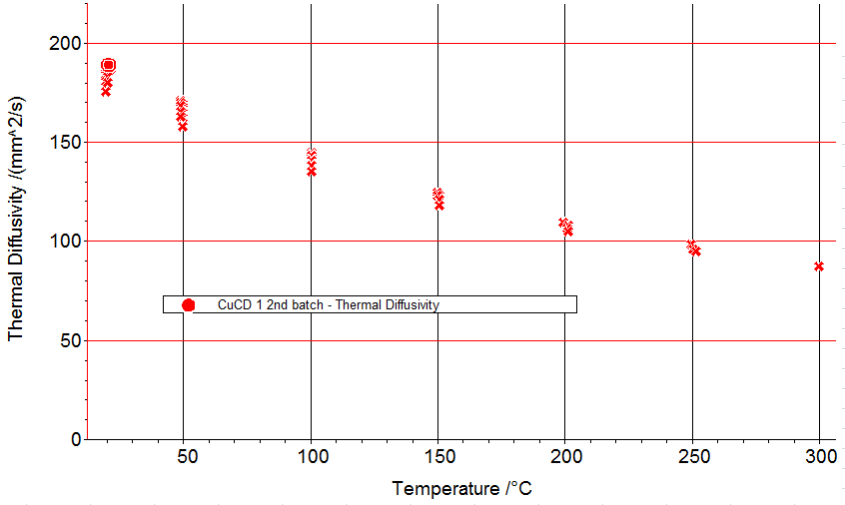 200
150
100
50
0
Thermal Diffusivity /(mm^2/s)
CuCD 1 2nd batch - Thermal Diffusivity
50 100 150 200 250 300
Temperature /°C